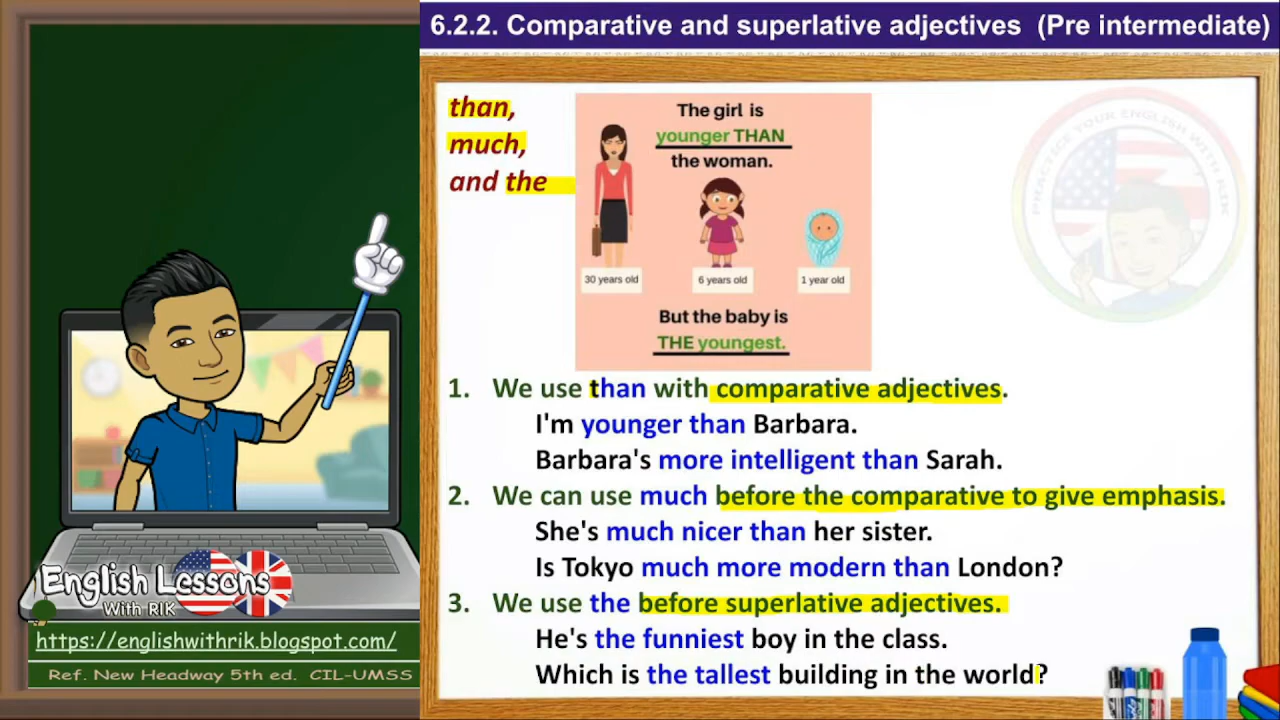 6.2.2. Comparative and superlative adjectives (Pre intermediate)
than,
much,
and the
The girl is
younger THAN
the woman.
30 years old
6 years old
1 year old
But the baby is
THE youngest.
1. We use than with comparative adjectives.
I'm younger than Barbara.
Barbara's more intelligent than Sarah.
2. We can use much before the comparative to give emphasis.
She's much nicer than her sister.
Is Tokyo much more modern than London?
3. We use the before superlative adjectives.
He's the funniest boy in the class.
Which is the tallest building in the world?
English Lessons
With RIK
https://englishwithrik.blogspot.com/
Ref. New Headway 5th ed. CIL-UMSS
PRACTICE YOUR ENGLISH WITH RIK